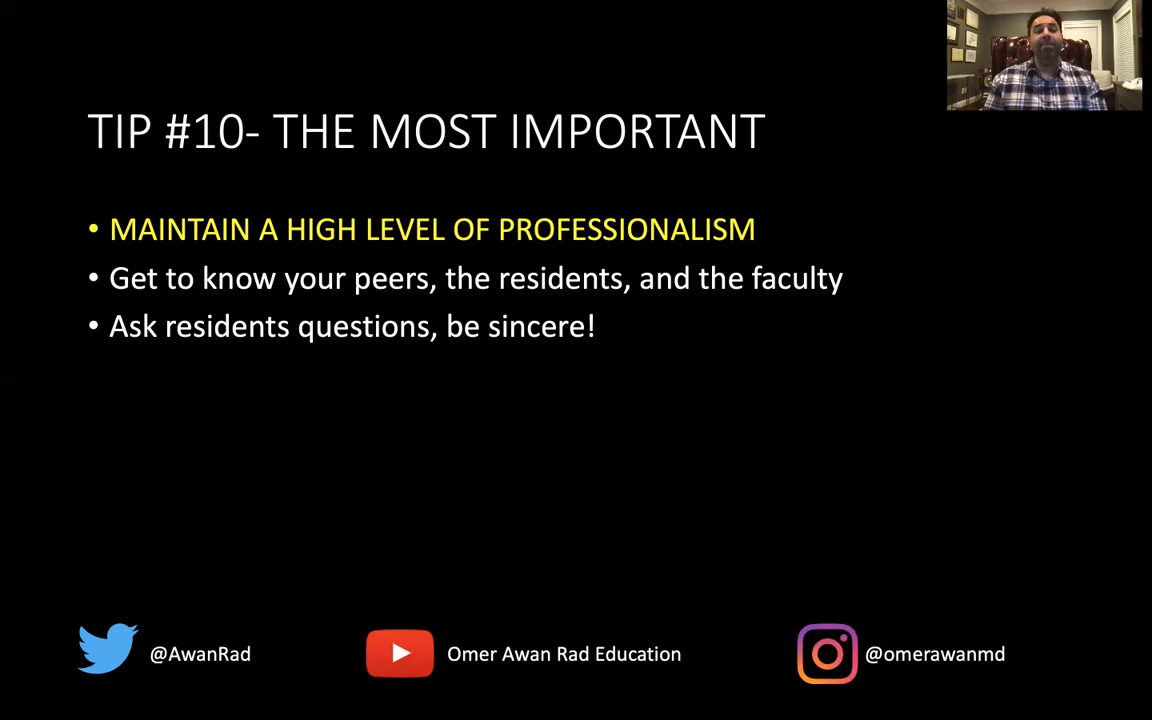 TIP #10- THE MOST IMPORTANT
• MAINTAIN A HIGH LEVEL OF PROFESSIONALISM
• Get to know your peers, the residents, and the faculty
• Ask residents questions, be sincere!
@AwanRad
Omer Awan Rad Education
@omerawanmd